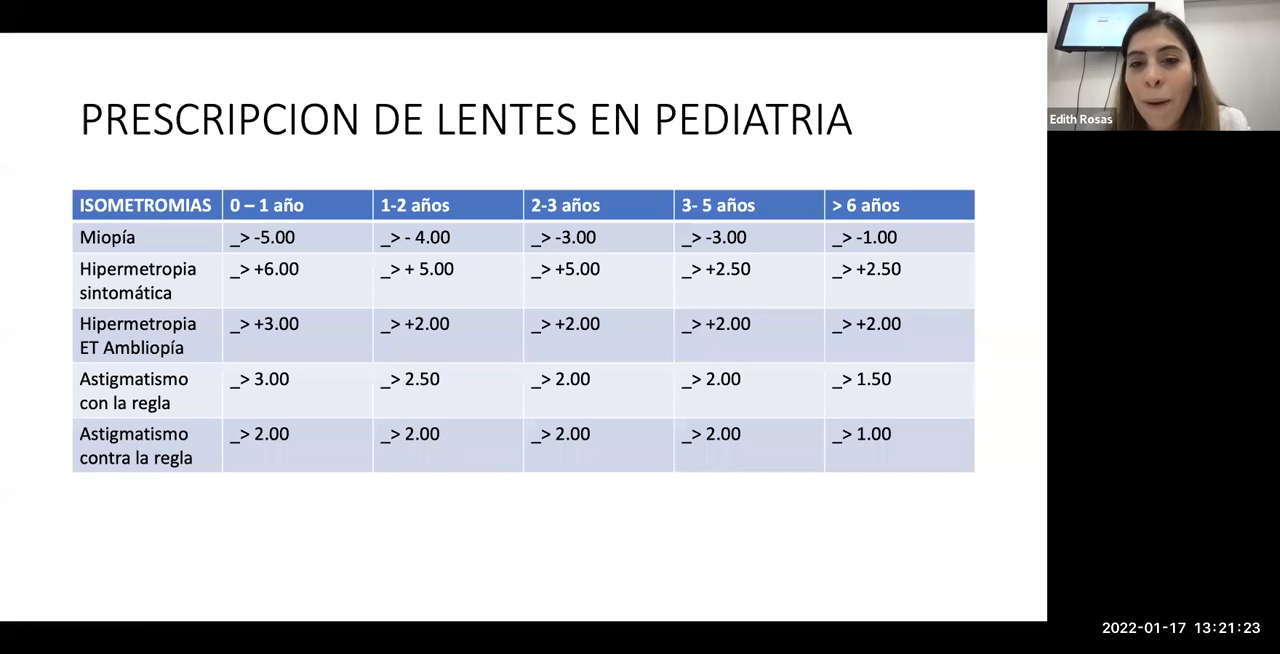 PRESCRIPCION DE LENTES EN PEDIATRIA
ISOMETROMIAS 0 – 1 año 1-2 años 2-3 años 3- 5 años > 6 años
Miopía _> -5.00 _> - 4.00 _> -3.00 _> -3.00 _> -1.00
Hipermetropia _> +6.00 _> + 5.00 _> +5.00 _> +2.50 _> +2.50
sintomática
Hipermetropia _> +3.00 _> +2.00 _> +2.00 _> +2.00 _> +2.00
ET Ambliopía
Astigmatismo _> 3.00 _> 2.50 _> 2.00 _> 2.00 _> 1.50
con la regla
Astigmatismo _> 2.00 _> 2.00 _> 2.00 _> 2.00 _> 1.00
contra la regla
Edith Rosas
2022-01-17 13:21:23